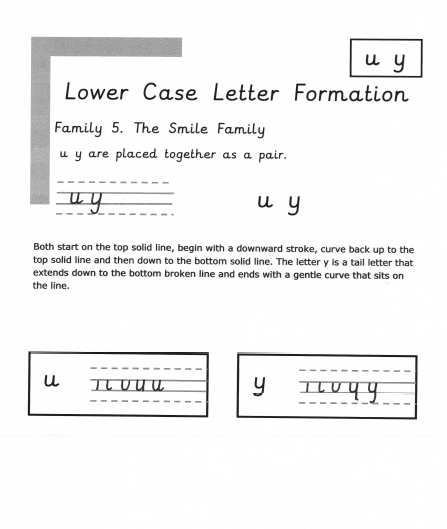 u y
Lower Case Letter Formation
Family 5. The Smile Family
u y are placed together as a pair.
u y u y
Both start on the top solid line, begin with a downward stroke, curve back up to the
top solid line and then down to the bottom solid line. The letter y is a tail letter that
extends down to the bottom broken line and ends with a gentle curve that sits on
the line.
u
y